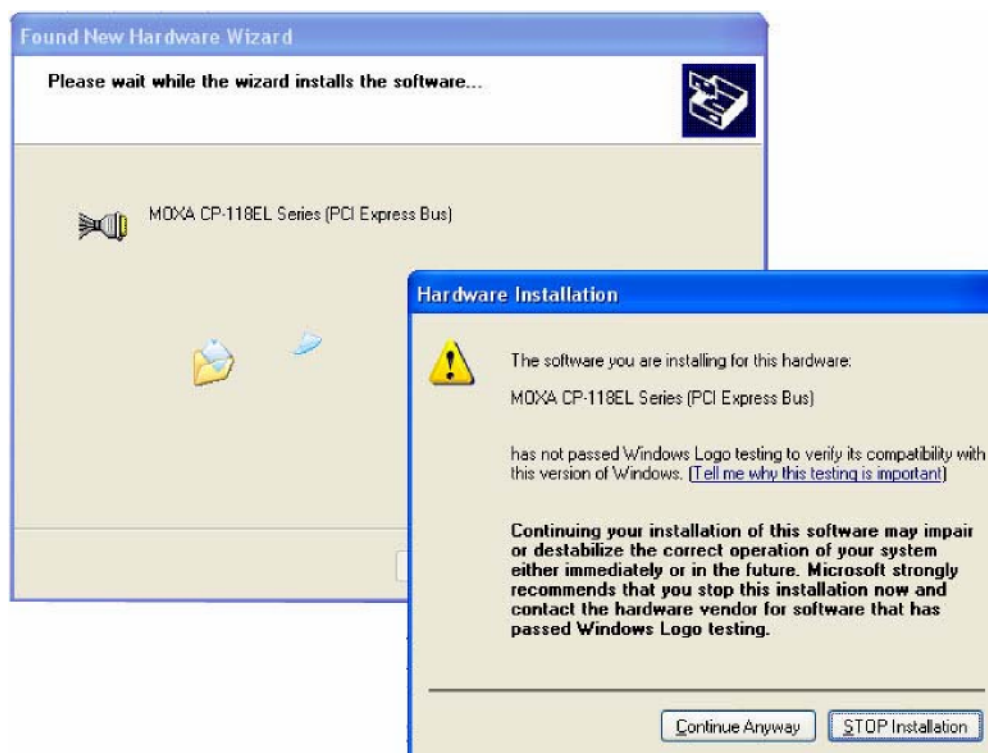 Found New Hardware Wizard
Please wait while the wizard installs the software...
MOXA CP-118EL Series (PCI Express Bus)
Hardware Installation
The software you are installing for this hardware:
MOXA CP-118EL Series (PCI Express Bus)
has not passed Windows Logo testing to verify its compatibility with
this version of Windows. (Tell me why this testing is important)
Continuing your installation of this software may impair
or destabilize the correct operation of your system
either immediately or in the future. Microsoft strongly
recommends that you stop this installation now and
contact the hardware vendor for software that has
passed Windows Logo testing.
Continue Anyway
STOP Installation